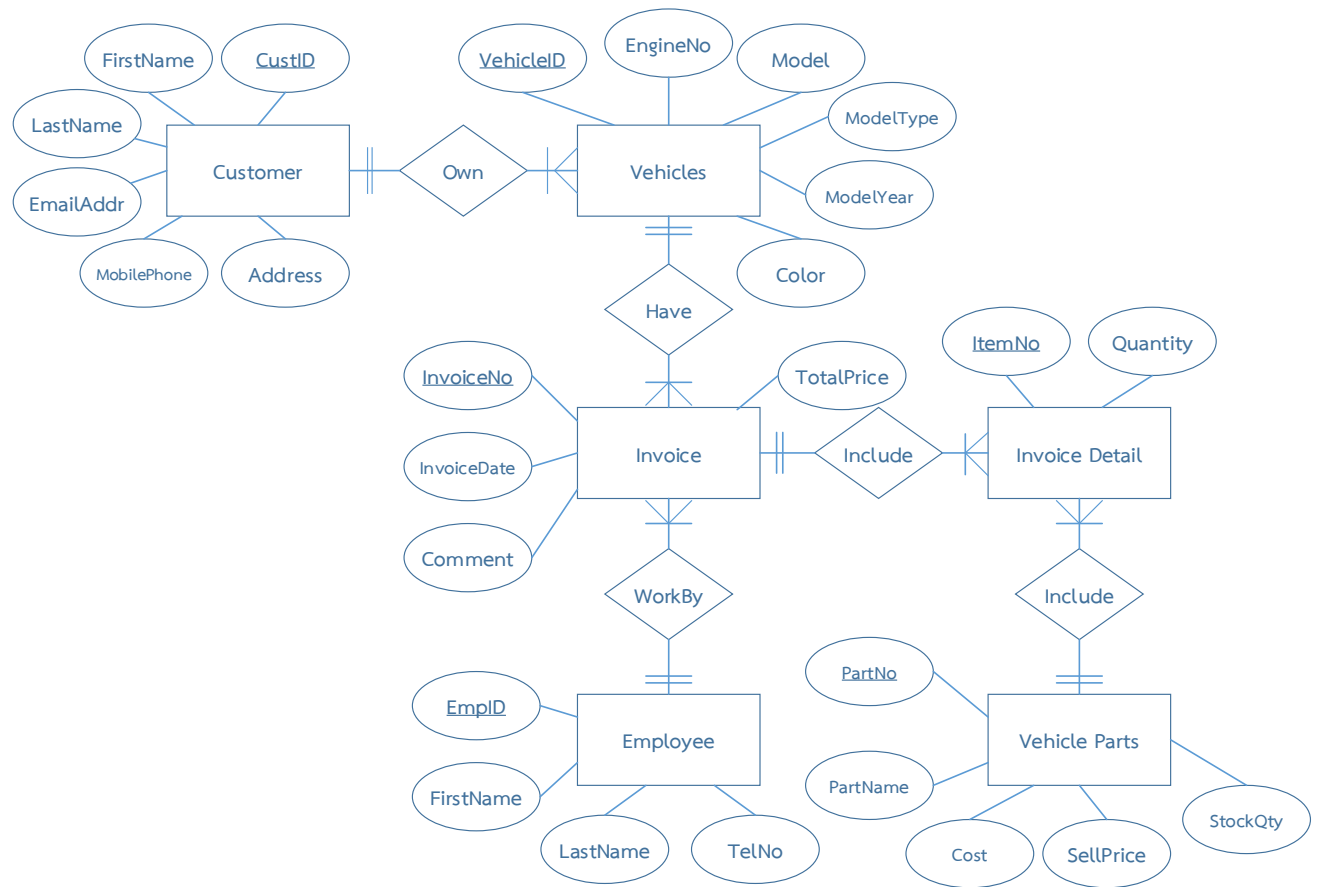 EngineNo
FirstName
CustID
VehicleID
Model
LastName
ModelType
Customer
Own
Vehicles
EmailAddr
ModelYear
MobilePhone
Address
Color
Have
ItemNo
Quantity
InvoiceNo
TotalPrice
Invoice
Include
Invoice Detail
InvoiceDate
Comment
WorkBy
Include
PartNo
EmpID
Employee
Vehicle Parts
FirstName
PartName
StockQty
LastName
TelNo
Cost
SellPrice